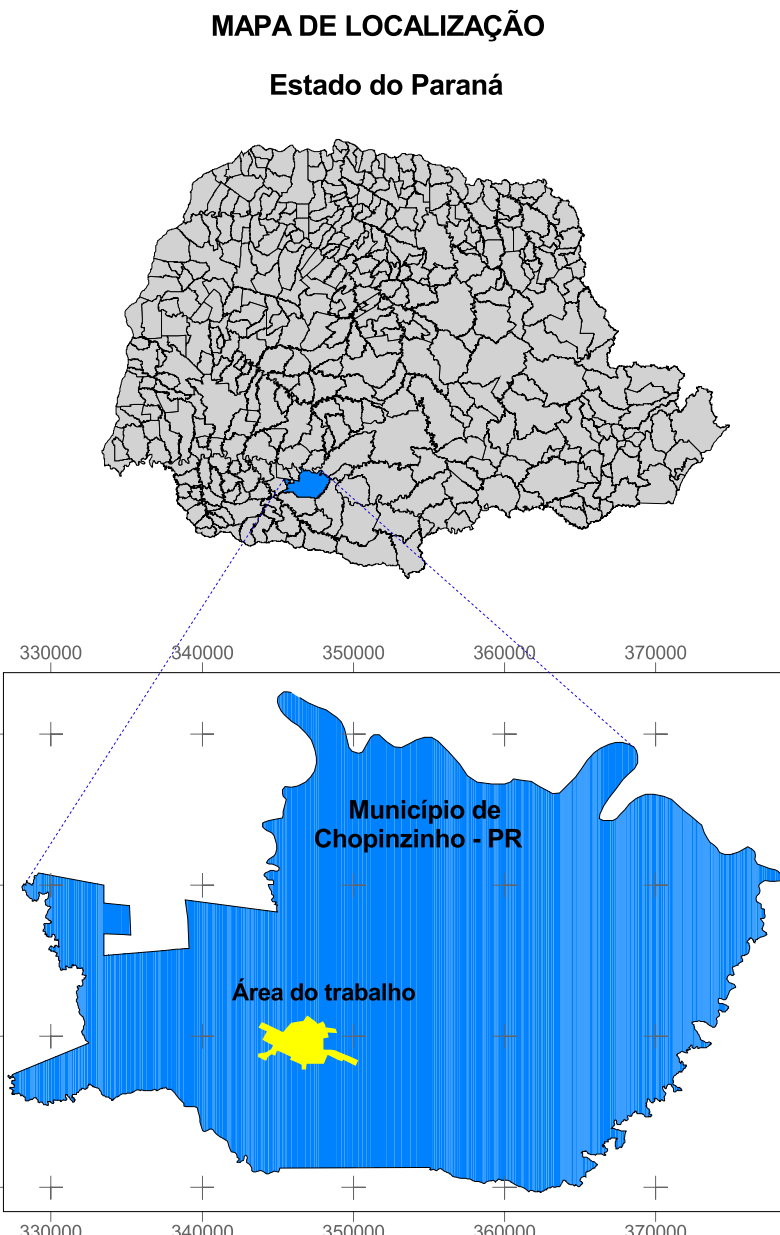 MAPA DE LOCALIZAÇÃO
Estado do Paraná
330000 340000 350000 360000 370000
Município de
Chopinzinho - PR
Área do trabalho
330000 340000 350000 360000 370000